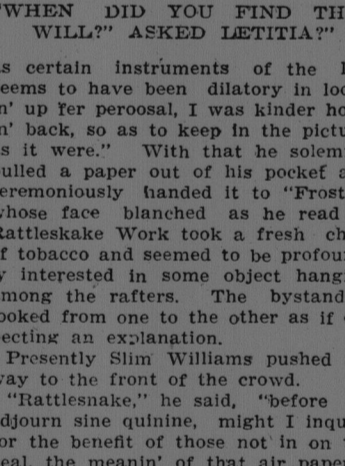 "WHEN DID YOU FIND TH
WILL?" ASKED LÆTITIA?"
s certain instruments of the
eems to have been dilatory in loo
n' up fer peroosal, I was kinder ho
n' back, so as to keep in the pictu
s it were." With that he solem
ulled a paper out of his pocket a
eremoniously handed it to "Frost
whose face blanched as he read
Rattleskake Work took a fresh ch
f tobacco and seemed to be profou
y interested in some object hang
mong the rafters. The bystand
ooked from one to the other as if
ecting an explanation.
Presently Slim Williams pushed
way to the front of the crowd.
"Rattlesnake," he said, "before
djourn sine quinine, might I inqu
or the benefit of those not in on
eal, the meanin' of that air pape